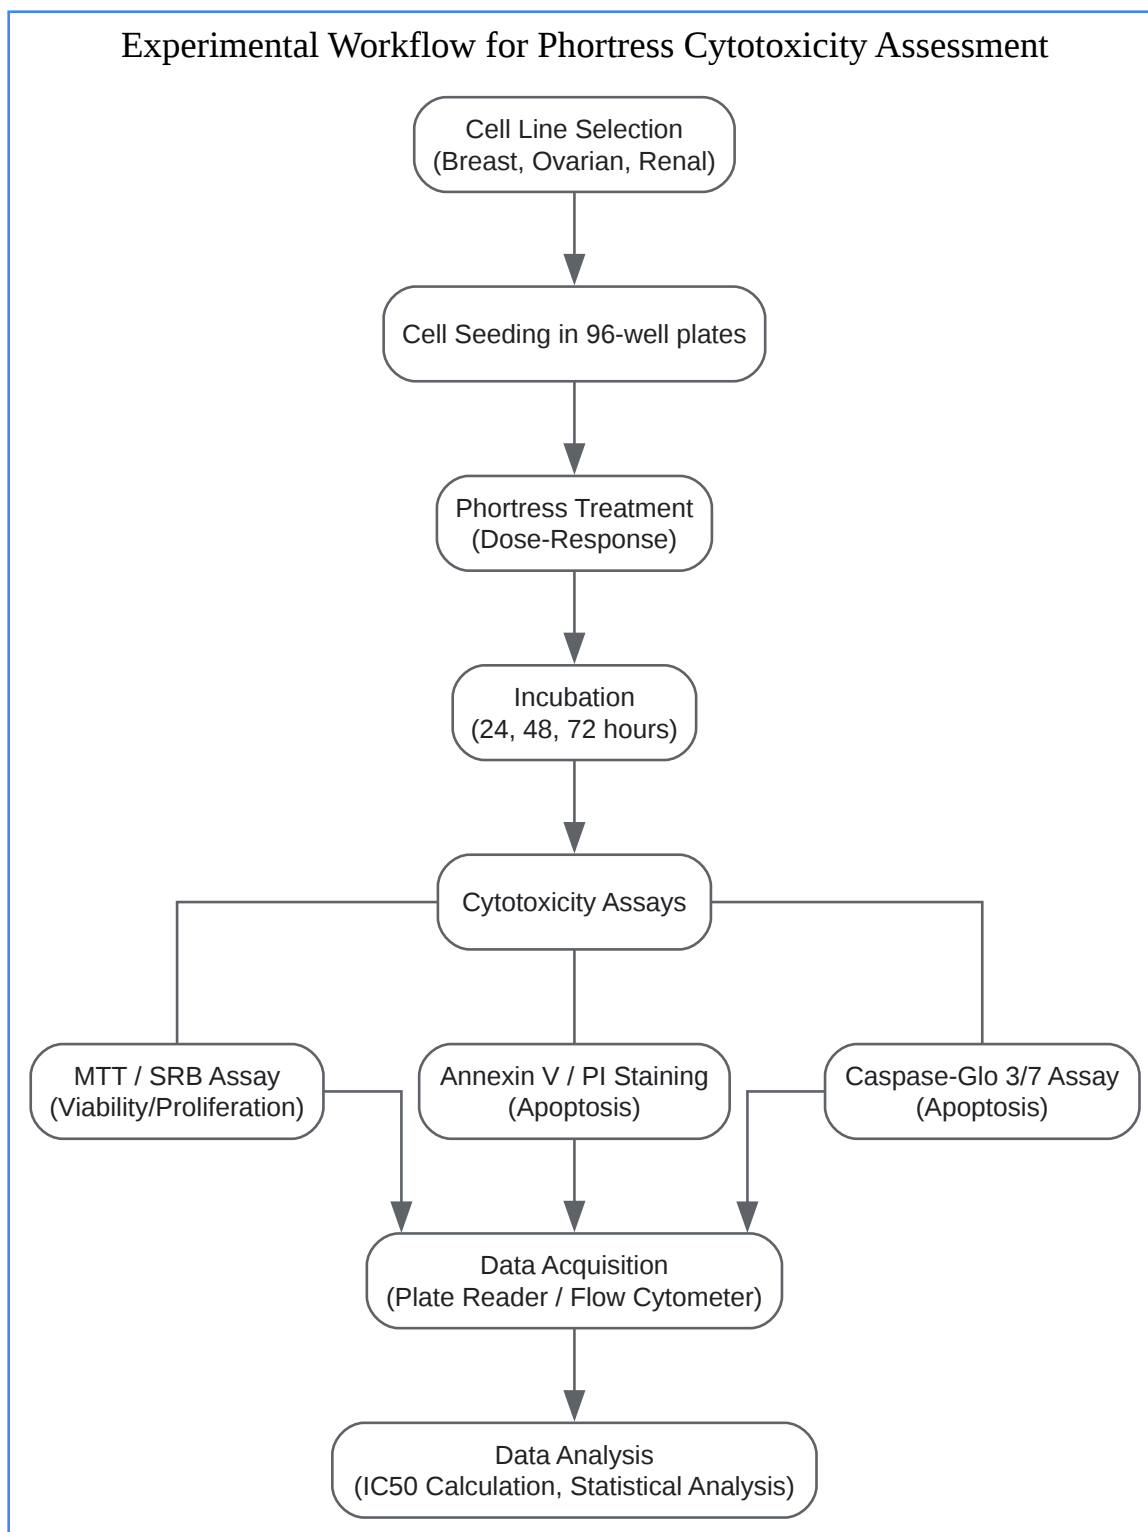 Experimental Workflow for Phortress Cytotoxicity Assessment
Cell Line Selection
(Breast, Ovarian, Renal)
Cell Seeding in 96-well plates
Phortress Treatment
(Dose-Response)
Incubation
(24, 48, 72 hours)
Cytotoxicity Assays
MTT / SRB Assay
(Viability/Proliferation)
Annexin V / PI Staining
(Apoptosis)
Caspase-Glo 3/7 Assay
(Apoptosis)
Data Acquisition
(Plate Reader / Flow Cytometer)
Data Analysis
(IC50 Calculation, Statistical Analysis)